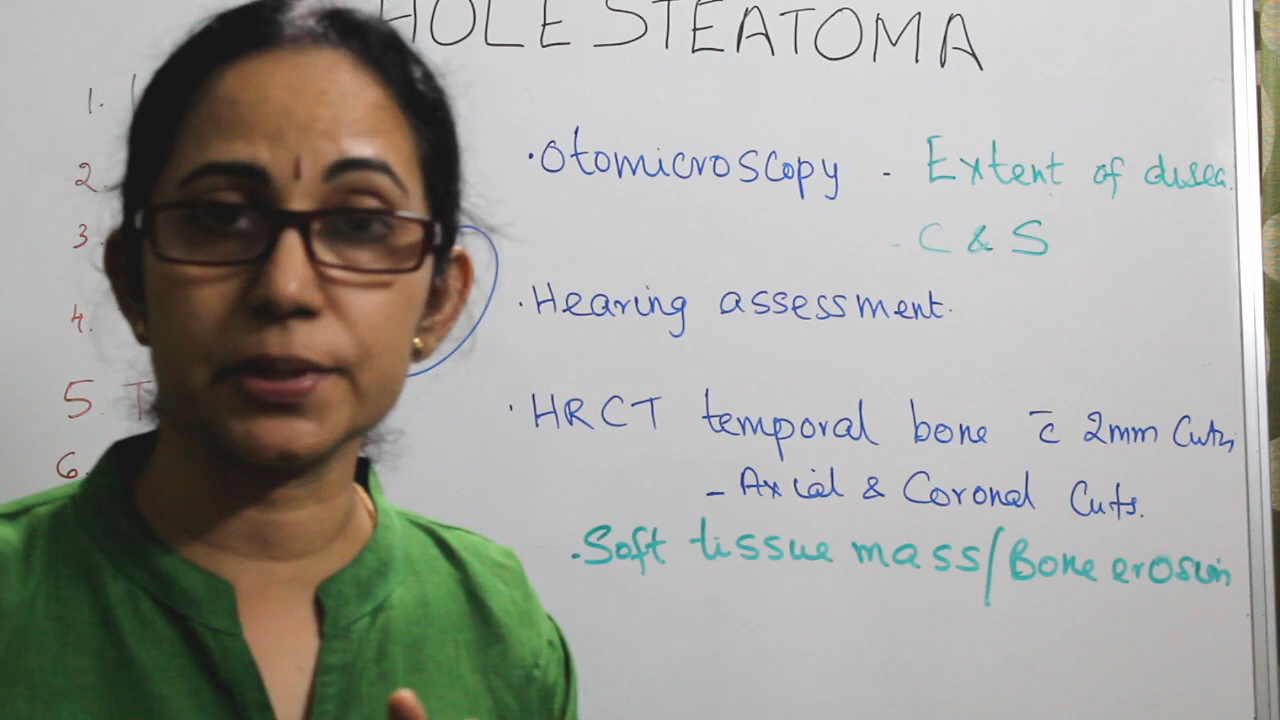 HOLESTEATOMA
1.
2.
3.
4.
5. T
6.
· Otomicroscopy - Extent of disea
- C & S
· Hearing assessment.
· HRCT temporal bone c̄ 2mm Cuts
- Axial & Coronal Cuts.
· Soft tissue mass/Bone erosion